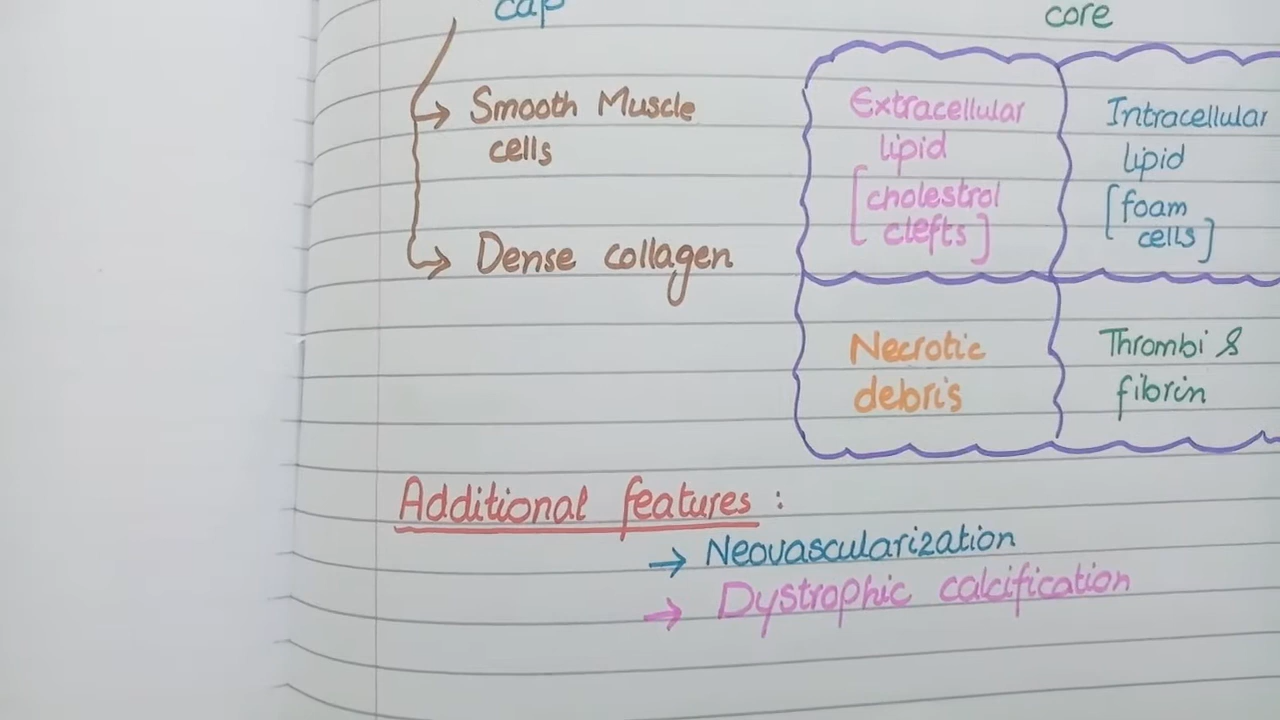 cap
core
Smooth Muscle
cells
Dense collagen
Extracellular
lipid
[cholestrol
clefts]
Intracellular
lipid
[foam
cells]
Necrotic
debris
Thrombi &
fibrin
Additional features :
→ Neovascularization
→ Dystrophic calcification